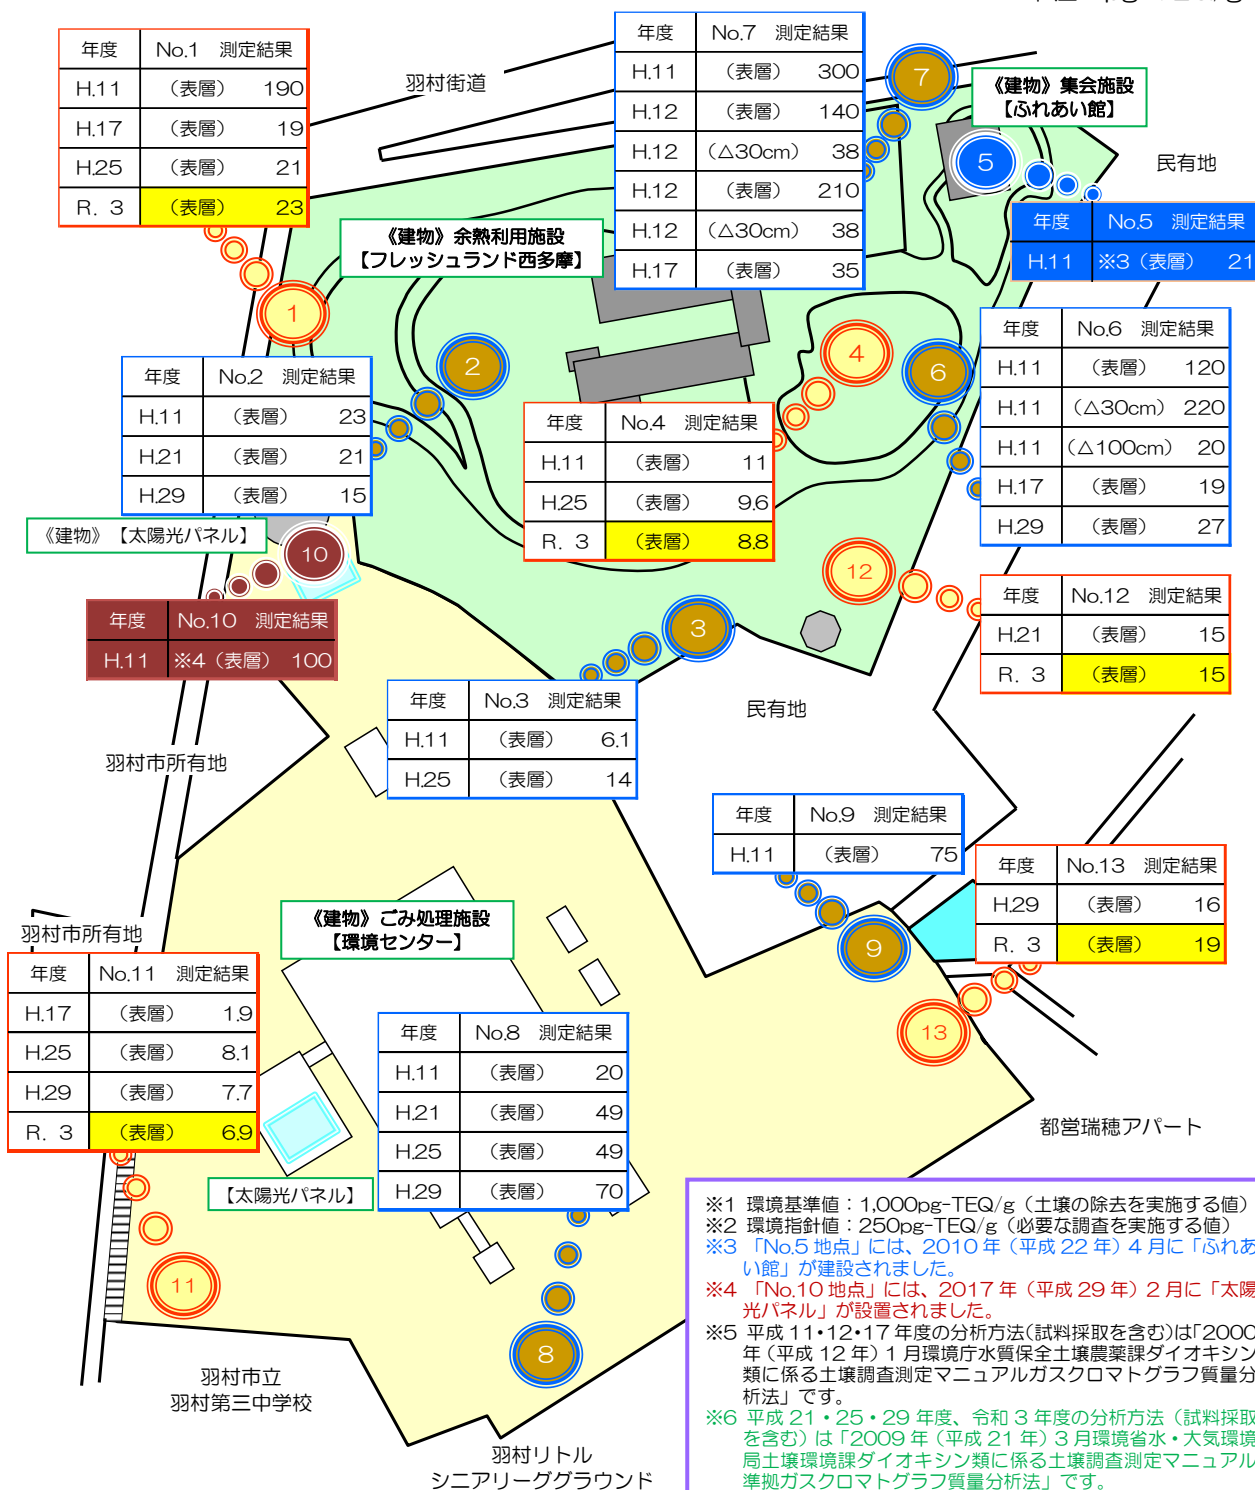 年度 No.1 測定結果
H.11 (表層) 190
H.17 (表層) 19
H.25 (表層) 21
R. 3 (表層) 23
羽村街道
年度 No.7 測定結果
H.11 (表層) 300
H.12 (表層) 140
H.12 (△30cm) 38
H.12 (表層) 210
H.12 (△30cm) 38
H.17 (表層) 35
7
《建物》集会施設
【ふれあい館】
5
民有地
年度 No.5 測定結果
H.11 ※3(表層) 21
《建物》余熱利用施設
【フレッシュランド西多摩】
1
2
4
6
年度 No.2 測定結果
H.11 (表層) 23
H.21 (表層) 21
H.29 (表層) 15
年度 No.4 測定結果
H.11 (表層) 11
H.25 (表層) 9.6
R. 3 (表層) 8.8
年度 No.6 測定結果
H.11 (表層) 120
H.11 (△30cm) 220
H.11 (△100cm) 20
H.17 (表層) 19
H.29 (表層) 27
《建物》【太陽光パネル】
10
12
年度 No.10 測定結果
H.11 ※4(表層) 100
3
年度 No.12 測定結果
H.21 (表層) 15
R. 3 (表層) 15
年度 No.3 測定結果
H.11 (表層) 6.1
H.25 (表層) 14
民有地
羽村市所有地
年度 No.9 測定結果
H.11 (表層) 75
年度 No.13 測定結果
H.29 (表層) 16
R. 3 (表層) 19
《建物》ごみ処理施設
【環境センター】
9
13
羽村市所有地
年度 No.11 測定結果
H.17 (表層) 1.9
H.25 (表層) 8.1
H.29 (表層) 7.7
R. 3 (表層) 6.9
年度 No.8 測定結果
H.11 (表層) 20
H.21 (表層) 49
H.25 (表層) 49
H.29 (表層) 70
都営瑞穂アパート
【太陽光パネル】
11
8
羽村市立
羽村第三中学校
羽村リトル
シニアリーググラウンド
※1 環境基準値:1,000pg-TEQ/g(土壌の除去を実施する値)
※2 環境指針値:250pg-TEQ/g(必要な調査を実施する値)
※3 「No.5 地点」には、2010 年(平成 22 年)4 月に「ふれあ
い館」が建設されました。
※4 「No.10 地点」には、2017 年(平成 29 年)2 月に「太陽
光パネル」が設置されました。
※5 平成 11・12・17 年度の分析方法(試料採取を含む)は「2000
年(平成 12 年)1 月環境庁水質保全土壌農薬課ダイオキシン
類に係る土壌調査測定マニュアルガスクロマトグラフ質量分
析法」です。
※6 平成 21・25・29 年度、令和 3 年度の分析方法(試料採取
を含む)は「2009 年(平成 21 年)3 月環境省水・大気環境
局土壌環境課ダイオキシン類に係る土壌調査測定マニュアル
準拠ガスクロマトグラフ質量分析法」です。